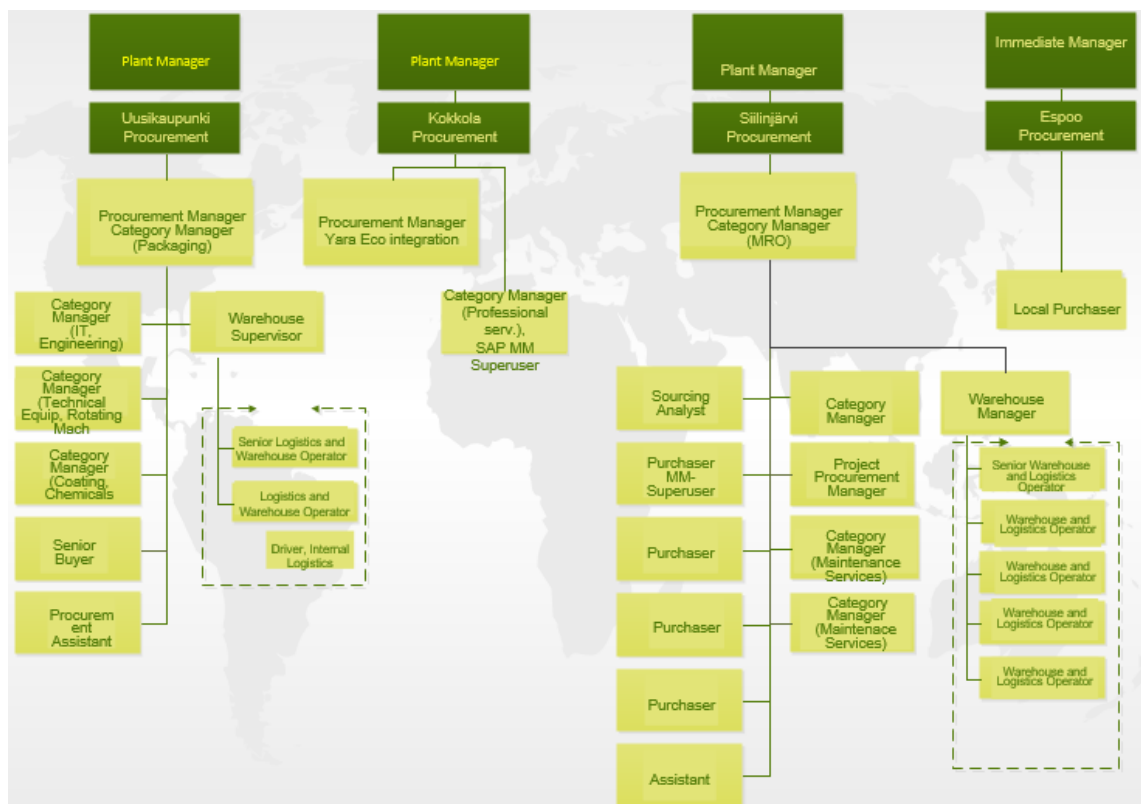 Plant Manager
Uusikaupunki
Procurement
Procurement Manager
Category Manager
(Packaging)
Category
Manager
(IT,
Engineering)
Warehouse
Supervisor
Category
Manager
(Technical
Equip, Rotating
Mach
Category
Manager
(Coating,
Chemicals
Senior
Buyer
Procurem
ent
Assistant
Senior Logistics and
Warehouse Operator
Logistics and
Warehouse Operator
Driver, Internal
Logistics
Plant Manager
Kokkola
Procurement
Procurement Manager
Yara Eco integration
Category Manager
(Professional
serv.),
SAP MM
Superuser
Plant Manager
Siilinjärvi
Procurement
Procurement Manager
Category Manager
(MRO)
Sourcing
Analyst
Purchaser
MM-
Superuser
Purchaser
Purchaser
Purchaser
Assistant
Category
Manager
Project
Procurement
Manager
Category
Manager
(Maintenance
Services)
Category
Manager
(Maintenace
Services)
Warehouse
Manager
Senior Warehouse
and Logistics
Operator
Warehouse and
Logistics Operator
Warehouse and
Logistics Operator
Warehouse and
Logistics Operator
Warehouse and
Logistics Operator
Immediate Manager
Espoo
Procurement
Local Purchaser